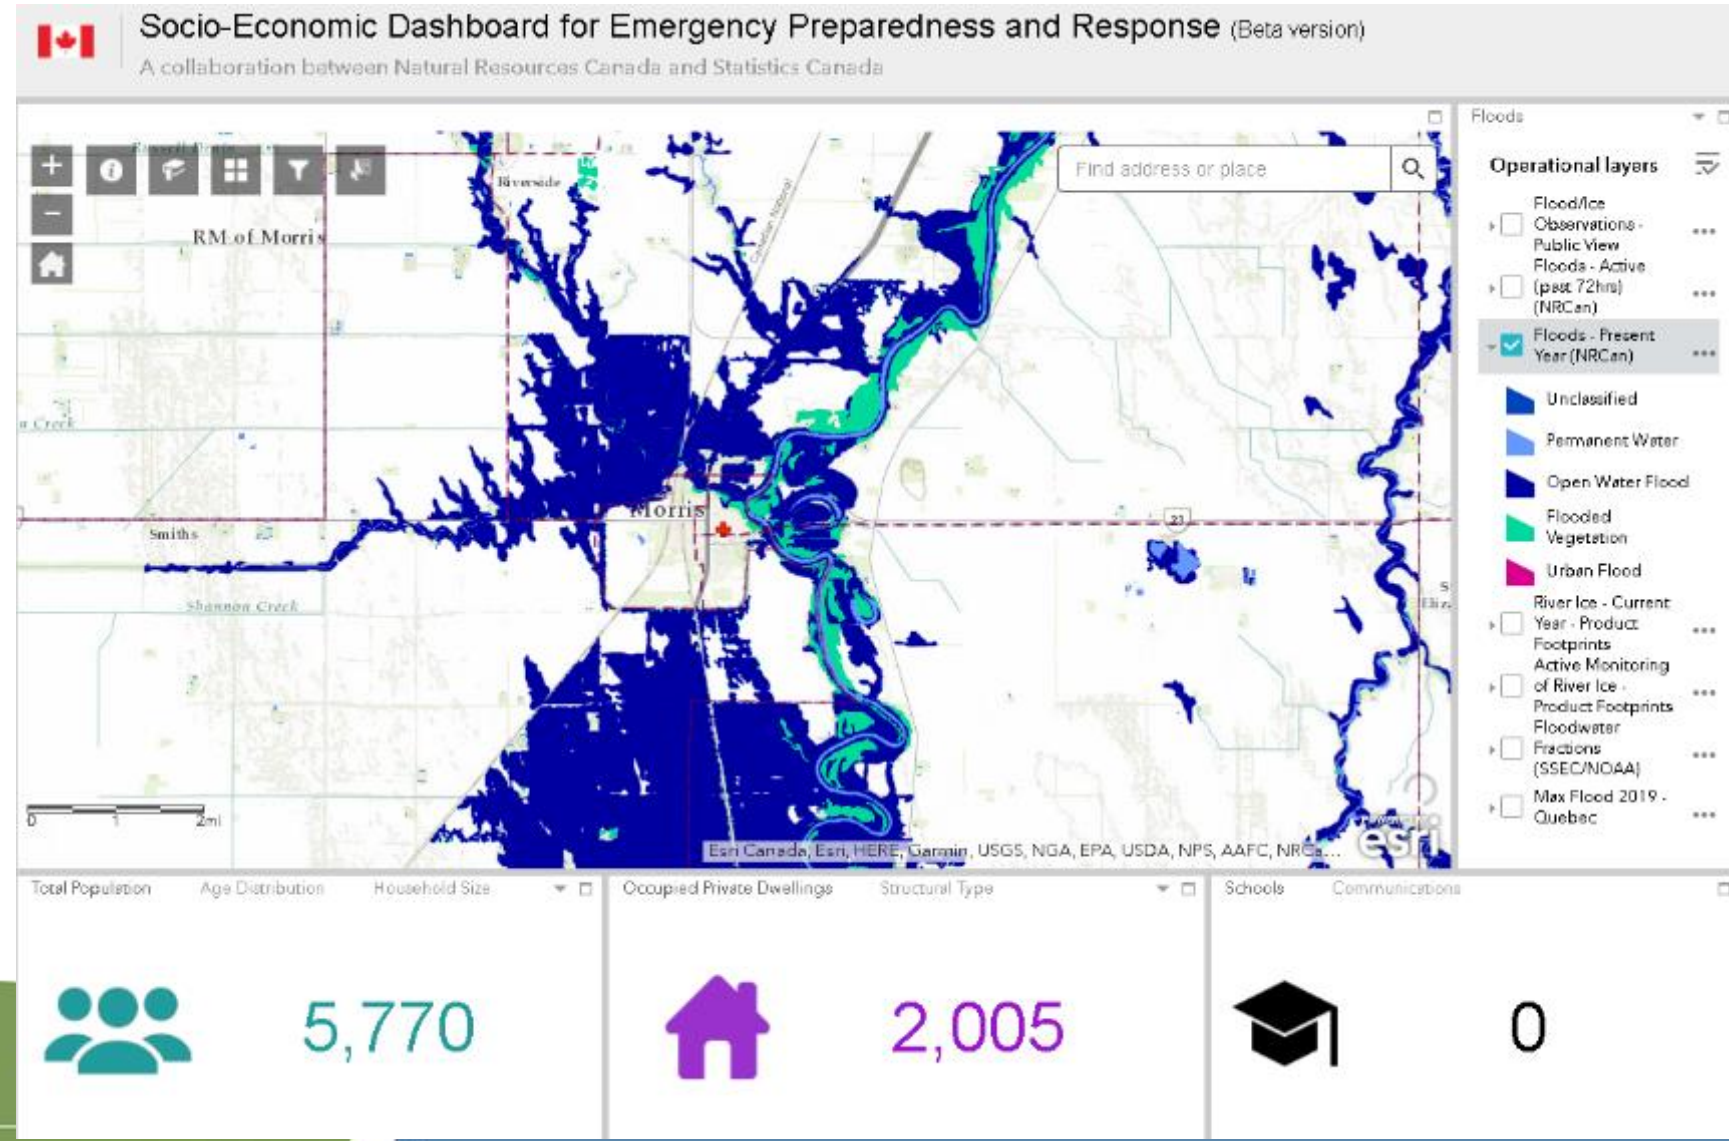 Socio-Economic Dashboard for Emergency Preparedness and Response (Beta version)
A collaboration between Natural Resources Canada and Statistics Canada
Floods
Find address or place
Operational layers
Flood/Ice
Observations -
Public View
Floods - Active
(past 72hrs)
(NRCan)
Floods - Present
Year (NRCan)
Unclassified
Permanent Water
Open Water Flood
Flooded
Vegetation
Urban Flood
River Ice - Current
Year - Product
Footprints
Active Monitoring
of River Ice -
Product Footprints
Floodwater
Fractions
(SSEC/NOAA)
Max Flood 2019 -
Quebec
Riverside
Canadian National
RM of Morris
Creek
Morris
23
Smiths
Shannon Creek
0 1 2mi
Esri Canada, Esri, HERE, Garmin, USGS, NGA, EPA, USDA, NPS, AAFC, NRCa...
esri
Total Population Age Distribution Household Size
Occupied Private Dwellings Structural Type
Schools Communications
5,770
2,005
0